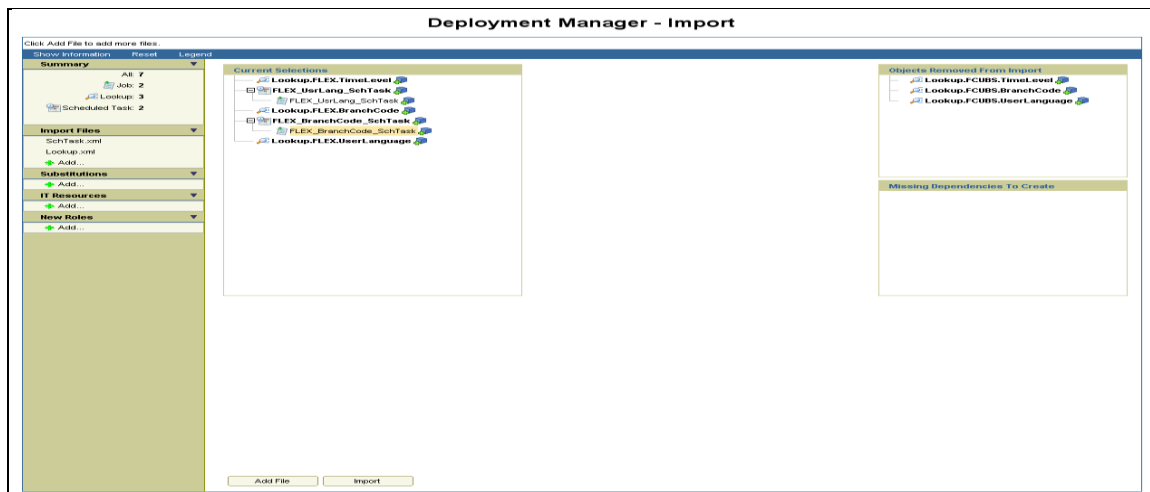 Deployment Manager - Import
Click Add File to add more files.
Show Information Reset Legend
Summary
All: 7
Job: 2
Lookup: 3
Scheduled Task: 2
Import Files
SchTask.xml
Lookup.xml
Add...
Substitutions
Add...
IT Resources
Add...
New Roles
Add...
Current Selections
Lookup.FLEX.TimeLevel
FLEX_UsrLang_SchTask
FLEX_UsrLang_SchTask
Lookup.FLEX.BranchCode
FLEX_BranchCode_SchTask
FLEX_BranchCode_SchTask
Lookup.FLEX.UserLanguage
Objects Removed From Import
Lookup.FCUBS.TimeLevel
Lookup.FCUBS.BranchCode
Lookup.FCUBS.UserLanguage
Missing Dependencies To Create
Add File Import